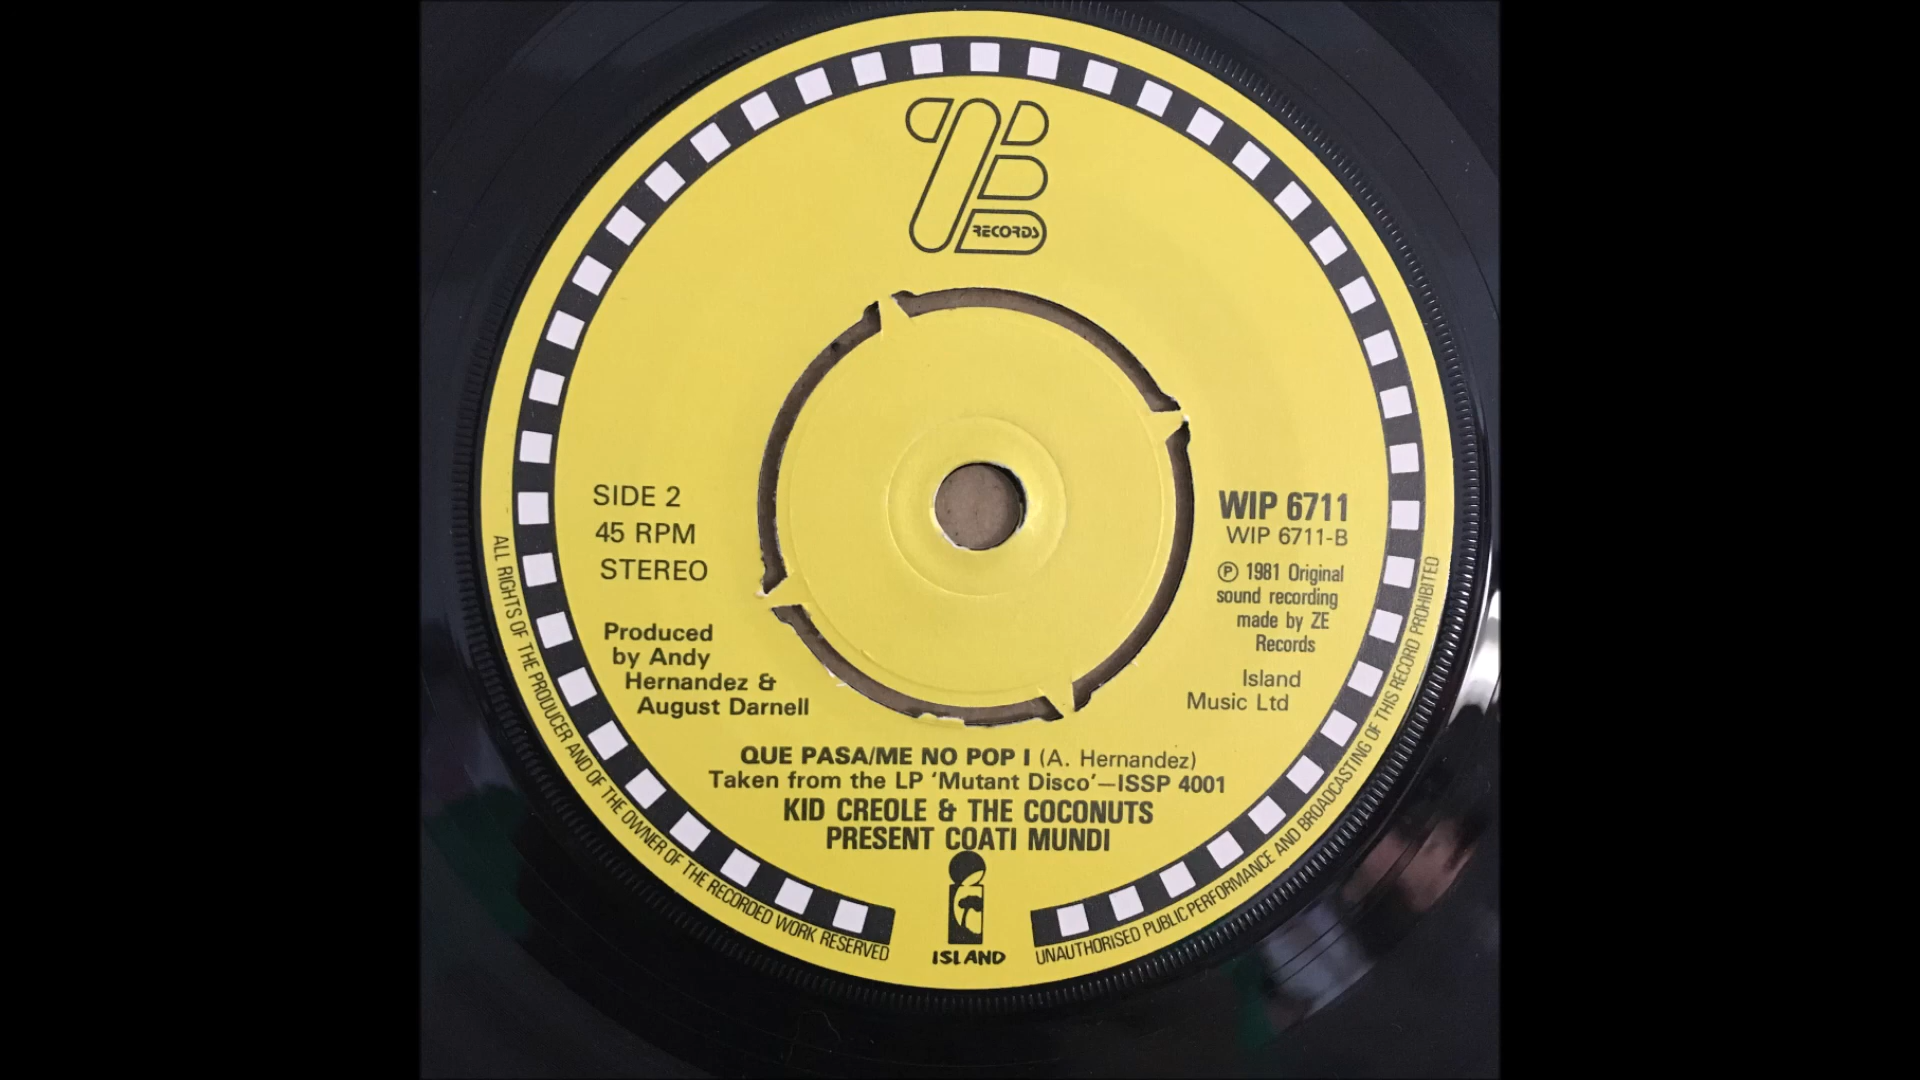 ZE
RECORDS
SIDE 2
45 RPM
STEREO
WIP 6711
WIP 6711-B
Produced
by Andy
Hernandez &
August Darnell
℗ 1981 Original
sound recording
made by ZE
Records
Island
Music Ltd
QUE PASA/ME NO POP I (A. Hernandez)
Taken from the LP ‘Mutant Disco’—ISSP 4001
KID CREOLE & THE COCONUTS
PRESENT COATI MUNDI
ISLAND
ALL RIGHTS OF THE PRODUCER AND OF THE OWNER OF THE RECORDED WORK RESERVED
UNAUTHORISED PUBLIC PERFORMANCE AND BROADCASTING OF THIS RECORD PROHIBITED